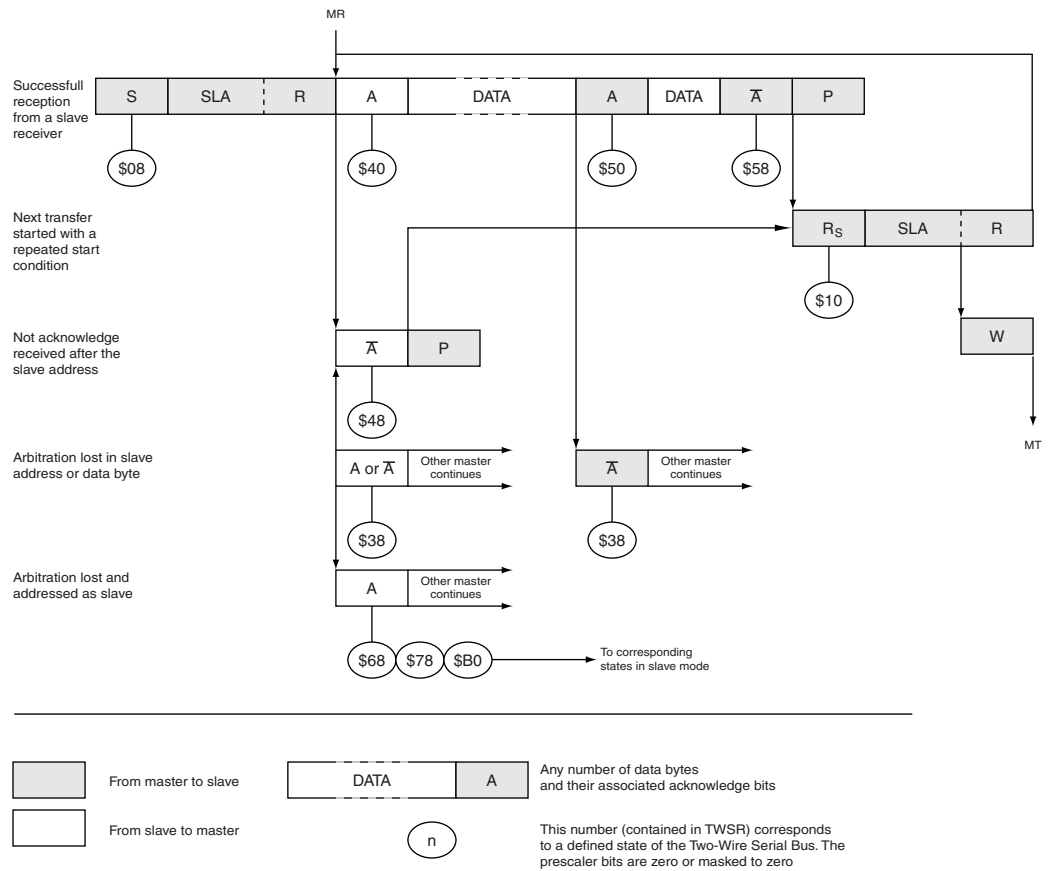 MR
Successfull
reception
from a slave
receiver
S SLA R A DATA A DATA A̅ P
$08 $40 $50 $58
Next transfer
started with a
repeated start
condition
RS SLA R
$10
W
MT
Not acknowledge
received after the
slave address
A̅ P
$48
Arbitration lost in slave
address or data byte
A or A̅
Other master
continues
A̅
Other master
continues
$38 $38
Arbitration lost and
addressed as slave
A
Other master
continues
$68 $78 $B0
To corresponding
states in slave mode
From master to slave
DATA A
Any number of data bytes
and their associated acknowledge bits
From slave to master
n
This number (contained in TWSR) corresponds
to a defined state of the Two-Wire Serial Bus. The
prescaler bits are zero or masked to zero